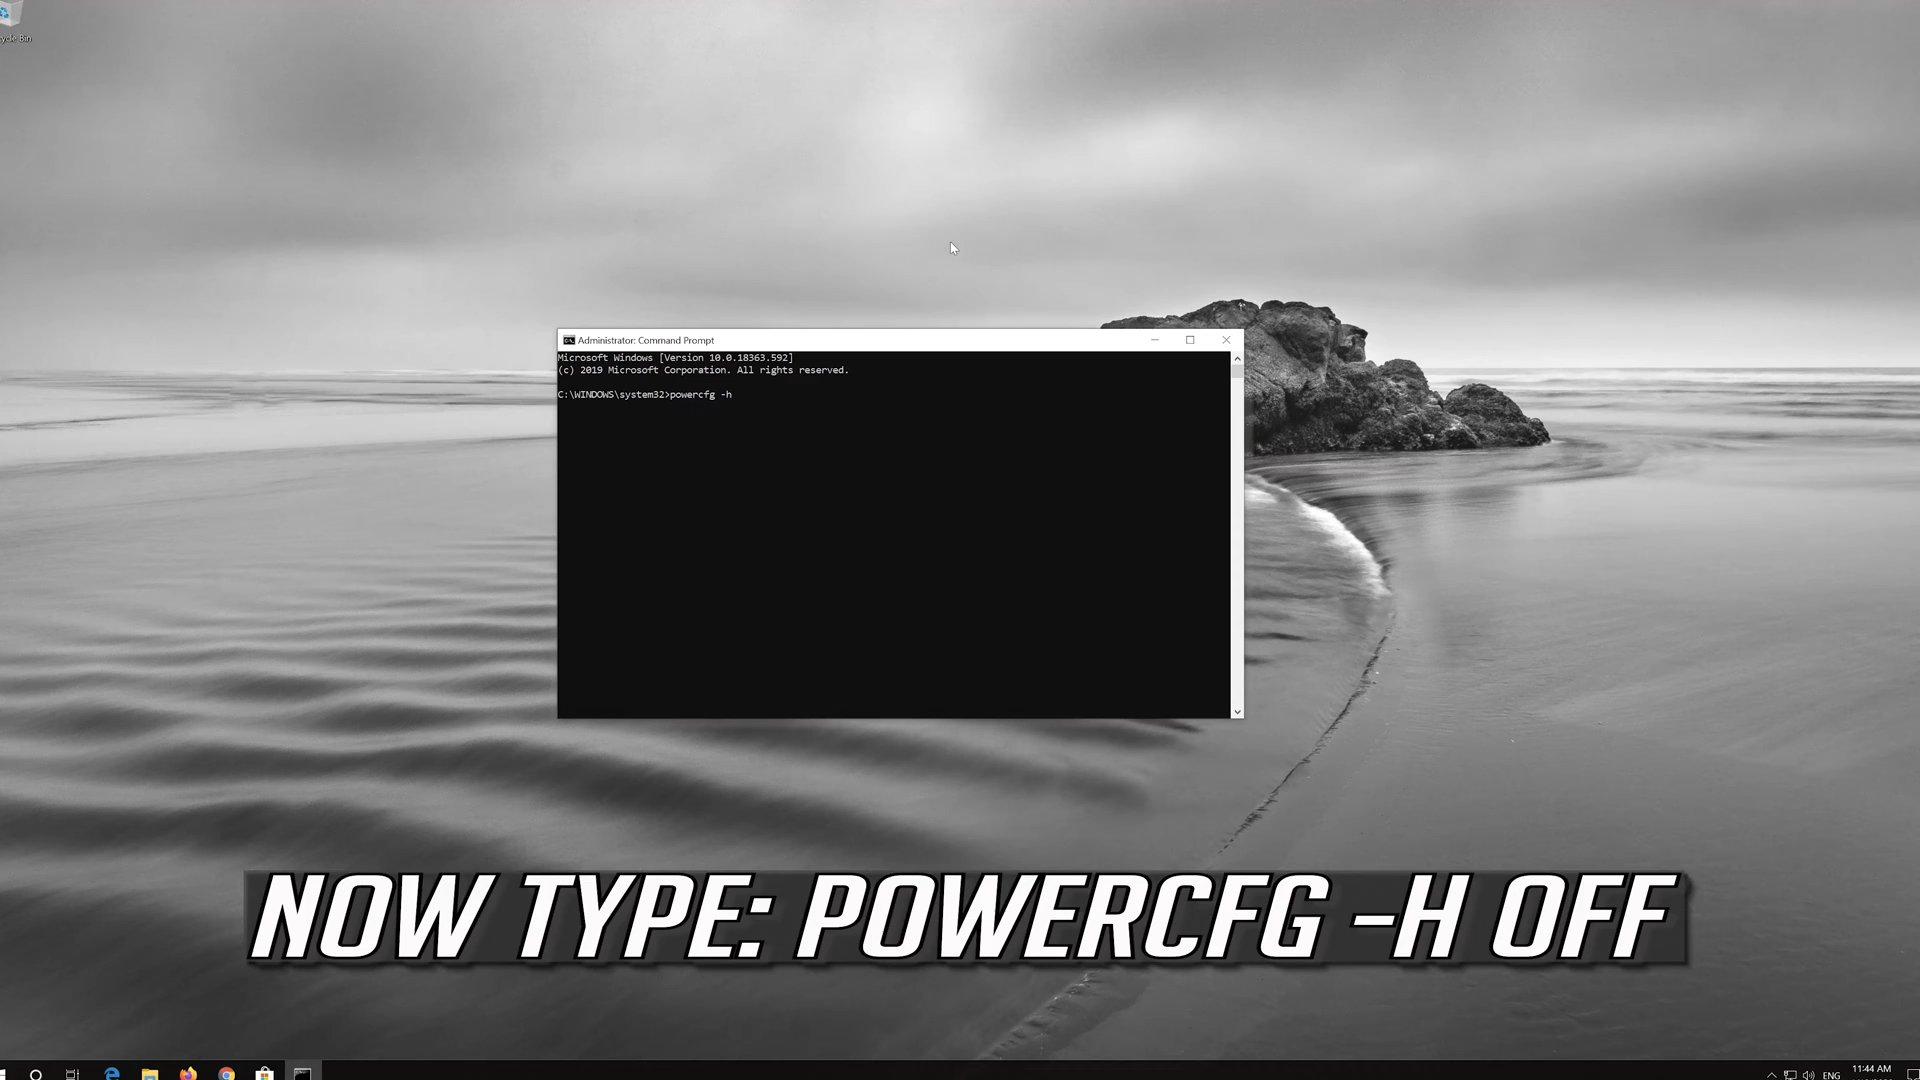 Bin
Administrator: Command Prompt
Microsoft Windows [Version 10.0.18363.592]
(c) 2019 Microsoft Corporation. All rights reserved.
C:\WINDOWS\system32>powercfg -h
NOW TYPE: POWERCFG -H OFF
ENG
11:44 AM